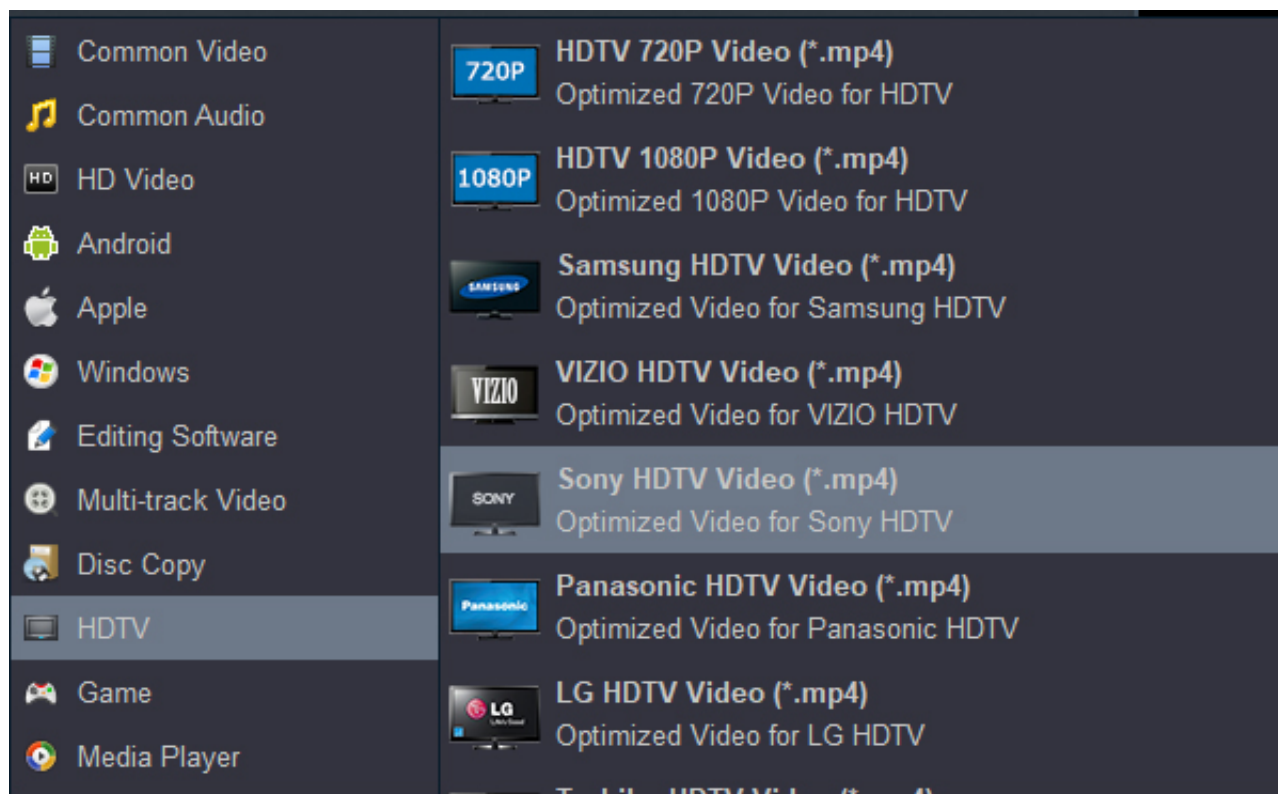 Common Video
Common Audio
HD
HD Video
Android
Apple
Windows
Editing Software
Multi-track Video
Disc Copy
HDTV
Game
Media Player
720P
HDTV 720P Video (*.mp4)
Optimized 720P Video for HDTV
1080P
HDTV 1080P Video (*.mp4)
Optimized 1080P Video for HDTV
SAMSUNG
Samsung HDTV Video (*.mp4)
Optimized Video for Samsung HDTV
VIZIO
VIZIO HDTV Video (*.mp4)
Optimized Video for VIZIO HDTV
SONY
Sony HDTV Video (*.mp4)
Optimized Video for Sony HDTV
Panasonic
Panasonic HDTV Video (*.mp4)
Optimized Video for Panasonic HDTV
LG
LG HDTV Video (*.mp4)
Optimized Video for LG HDTV